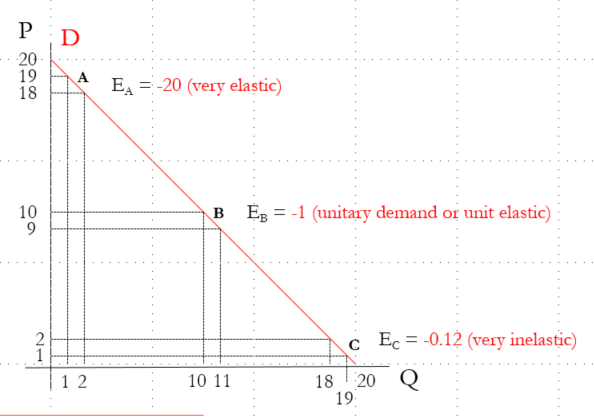 P D
20
19 A E_A = -20 (very elastic)
18
10 B E_B = -1 (unitary demand or unit elastic)
9
2 C E_C = -0.12 (very inelastic)
1
1 2 10 11 18 20 Q
19